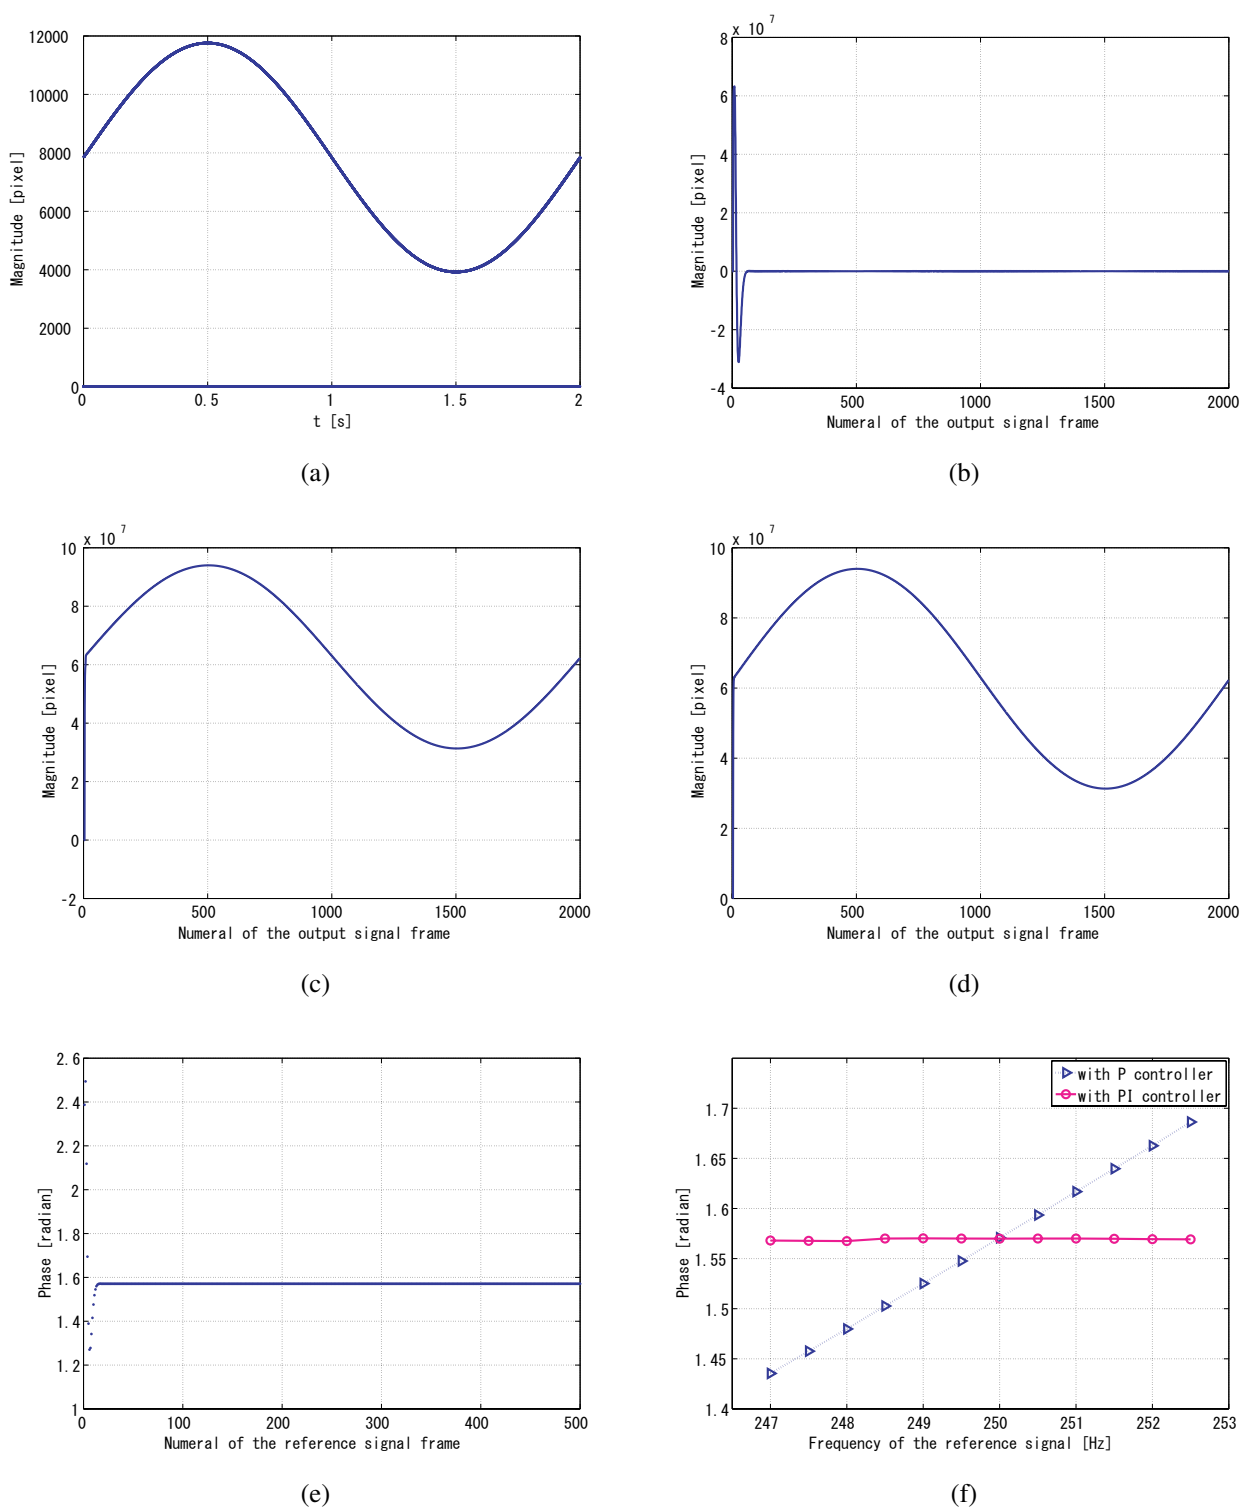 12000
10000
8000
6000
4000
2000
0
Magnitude [pixel]
0 0.5 1 1.5 2
t [s]
(a)
x 10 7
8
6
4
2
0
-2
-4
Magnitude [pixel]
0 500 1000 1500 2000
Numeral of the output signal frame
(b)
x 10 7
10
8
6
4
2
0
-2
Magnitude [pixel]
0 500 1000 1500 2000
Numeral of the output signal frame
(c)
x 10 7
10
8
6
4
2
0
Magnitude [pixel]
0 500 1000 1500 2000
Numeral of the output signal frame
(d)
2.6
2.4
2.2
2
1.8
1.6
1.4
1.2
1
Phase [radian]
0 100 200 300 400 500
Numeral of the reference signal frame
(e)
with P controller
with PI controller
1.7
1.65
1.6
1.55
1.5
1.45
1.4
Phase [radian]
247 248 249 250 251 252 253
Frequency of the reference signal [Hz]
(f)